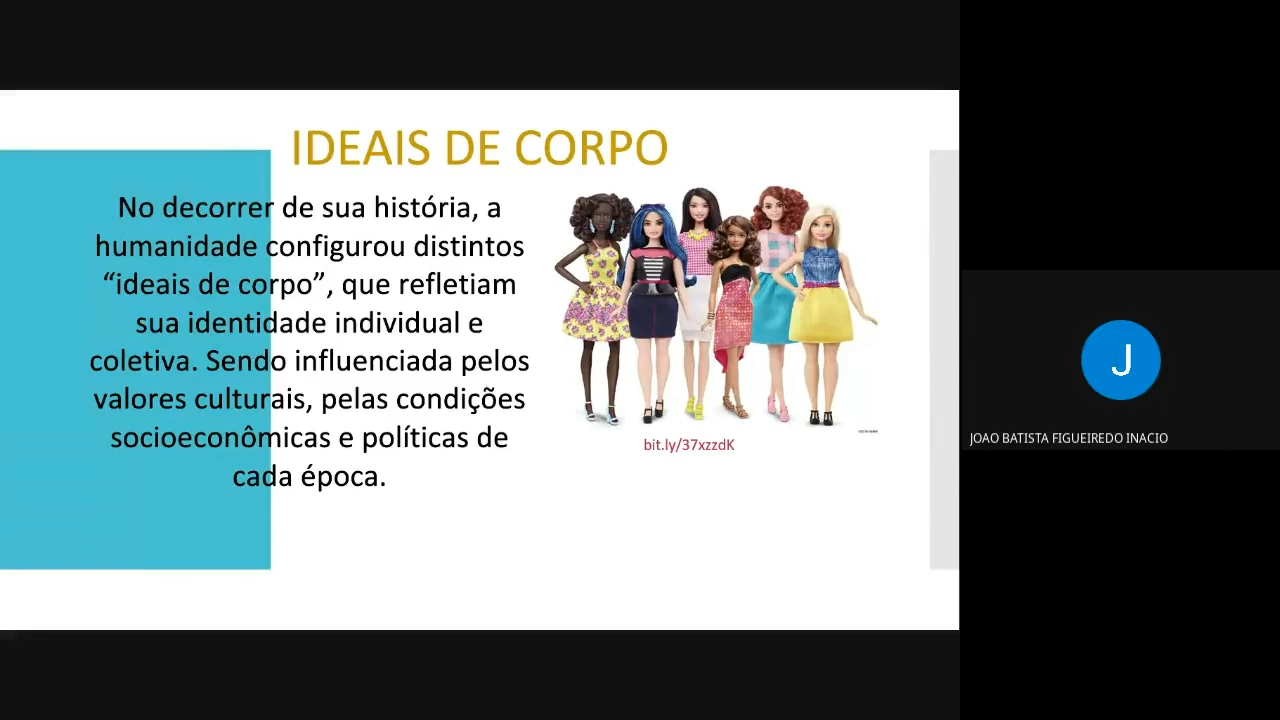 IDEAIS DE CORPO
No decorrer de sua história, a
humanidade configurou distintos
“ideais de corpo”, que refletiam
sua identidade individual e
coletiva. Sendo influenciada pelos
valores culturais, pelas condições
socioeconômicas e políticas de
cada época.
bit.ly/37xzzdK
J
JOAO BATISTA FIGUEIREDO INACIO